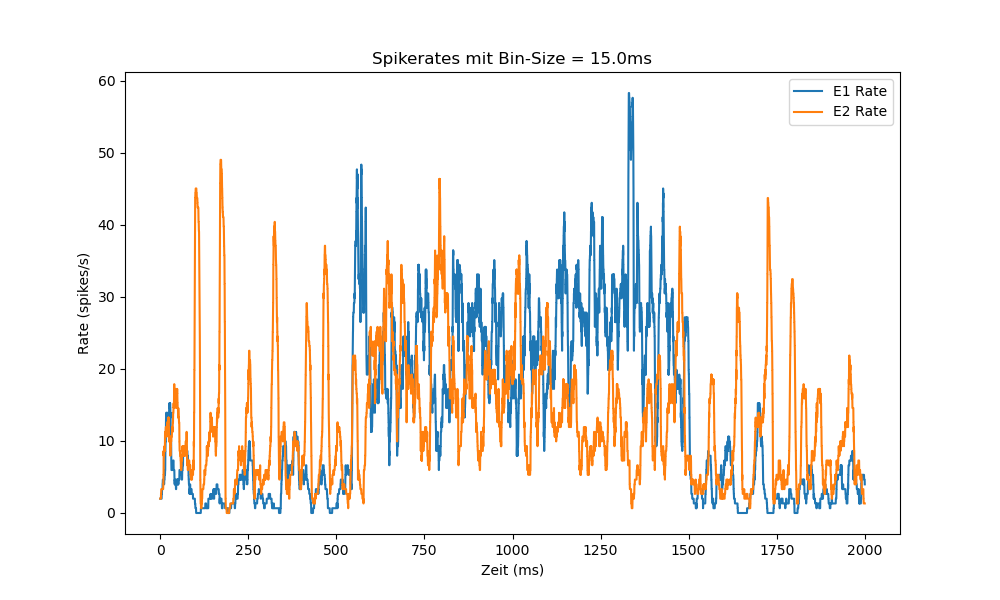 Spikerates mit Bin-Size = 15.0ms
E1 Rate
E2 Rate
60
50
40
30
20
10
0
Rate (spikes/s)
0 250 500 750 1000 1250 1500 1750 2000
Zeit (ms)